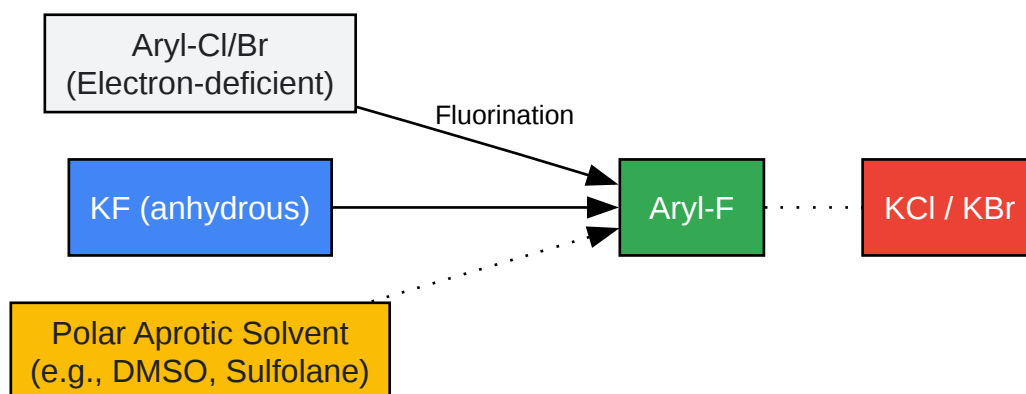 Aryl-Cl/Br
(Electron-deficient)
Fluorination
KF (anhydrous)
Aryl-F
KCl / KBr
Polar Aprotic Solvent
(e.g., DMSO, Sulfolane)